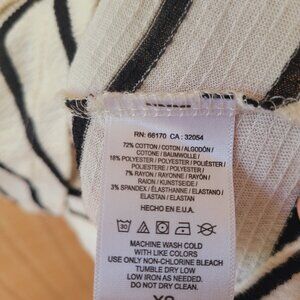 RN: 66170 CA: 32054
72% COTTON / COTON / ALGODÓN /
COTONE / BAUMWOLLE /
18% POLYESTER / POLYESTER / POLIÉSTER /
POLIESTERE / POLYESTER /
7% RAYON / RAYONNE / RAYÓN /
RAION / KUNSTSEIDE /
3% SPANDEX / ÉLASTHANNE / ELASTANO /
ELASTAN / ELASTAN
HECHO EN E.U.A.
30
MACHINE WASH COLD
WITH LIKE COLORS
USE ONLY NON-CHLORINE BLEACH
TUMBLE DRY LOW
LOW IRON AS NEEDED.
DO NOT DRY CLEAN.